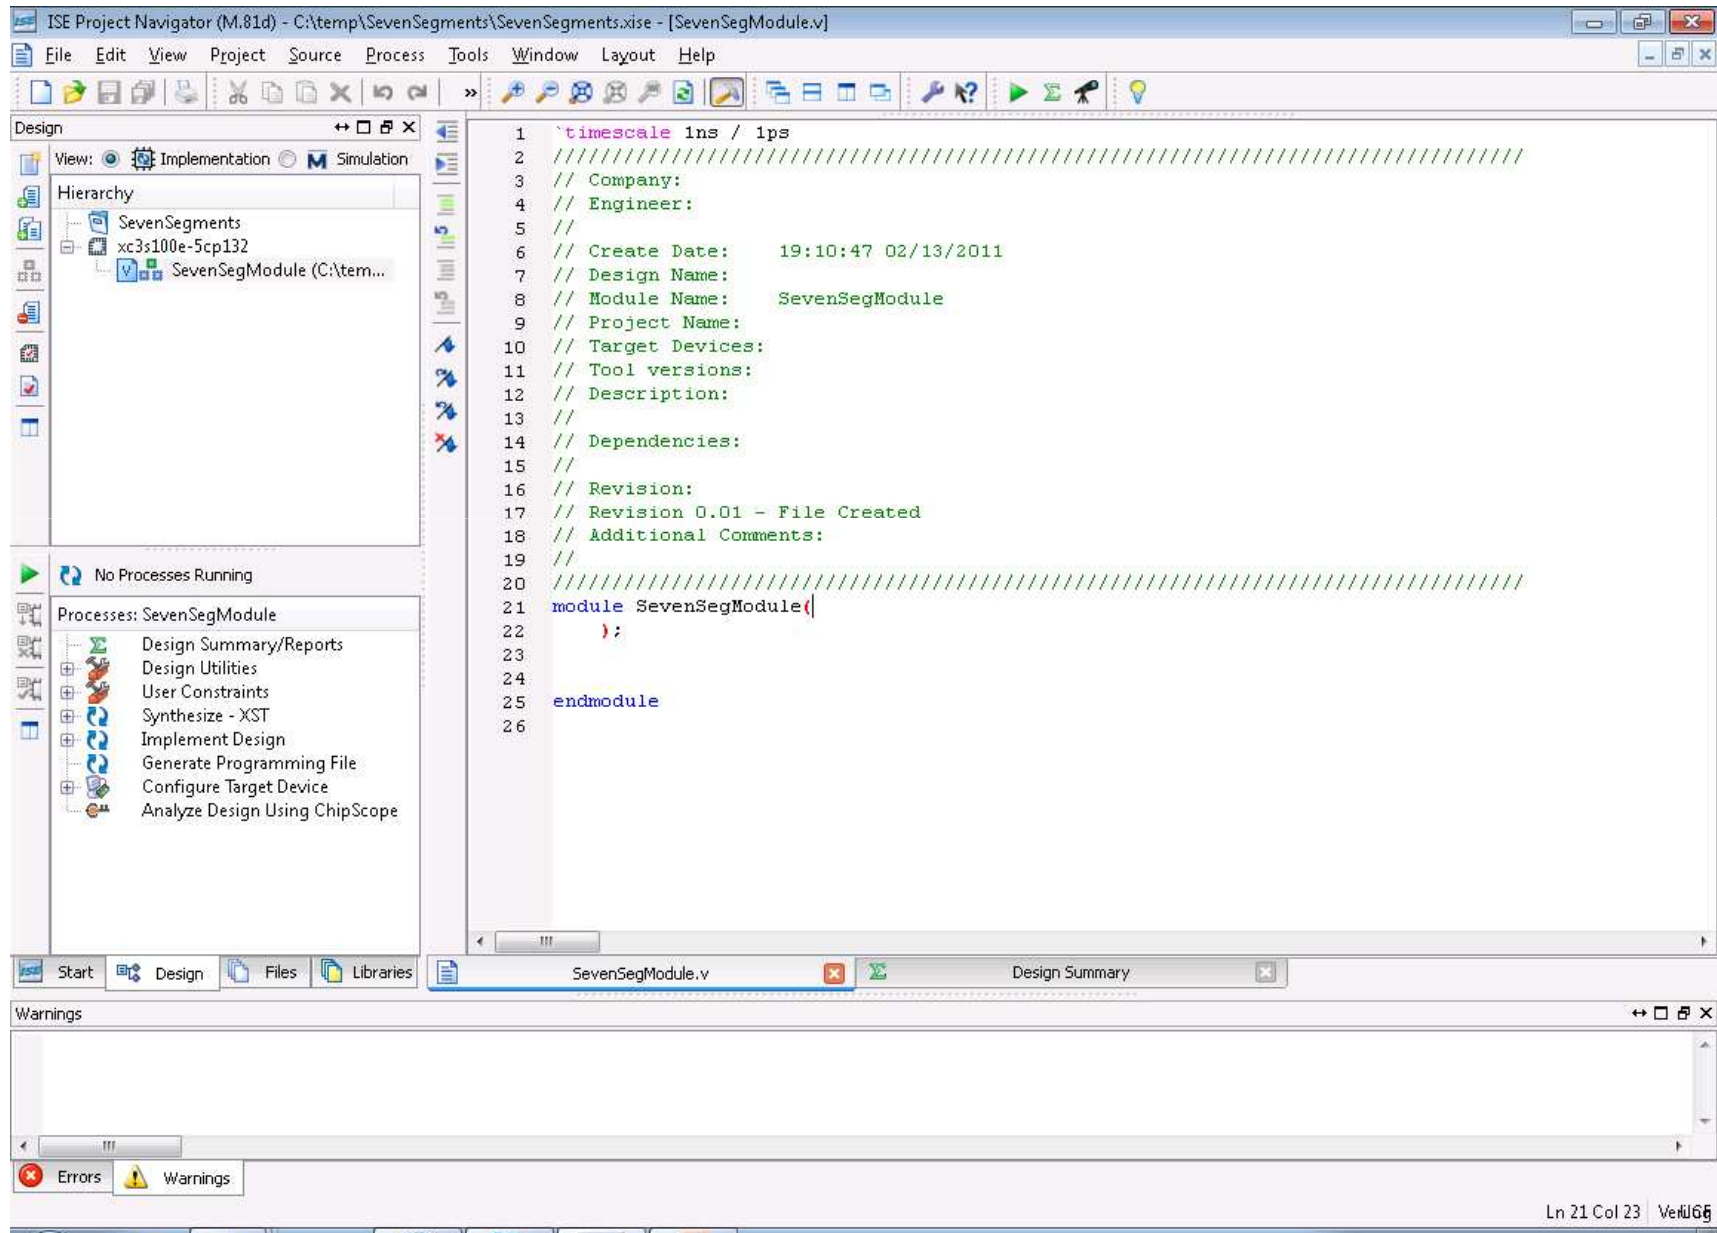 ISE Project Navigator (M.81d) - C:\temp\SevenSegments\SevenSegments.xise - [SevenSegModule.v]
File Edit View Project Source Process Tools Window Layout Help
»
Design
View: Implementation Simulation
Hierarchy
SevenSegments
xc3s100e-5cp132
SevenSegModule (C:\tem...
No Processes Running
Processes: SevenSegModule
Design Summary/Reports
Design Utilities
User Constraints
Synthesize - XST
Implement Design
Generate Programming File
Configure Target Device
Analyze Design Using ChipScope
Start Design Files Libraries
1 `timescale 1ns / 1ps
2 //////////////////////////////////////////////////////////////////////////////////
3 // Company:
4 // Engineer:
5 //
6 // Create Date:    19:10:47 02/13/2011
7 // Design Name:
8 // Module Name:    SevenSegModule
9 // Project Name:
10 // Target Devices:
11 // Tool versions:
12 // Description:
13 //
14 // Dependencies:
15 //
16 // Revision:
17 // Revision 0.01 - File Created
18 // Additional Comments:
19 //
20 //////////////////////////////////////////////////////////////////////////////////
21 module SevenSegModule(
22     );
23
24
25 endmodule
26
SevenSegModule.v Design Summary
Warnings
Errors Warnings
Ln 21 Col 23